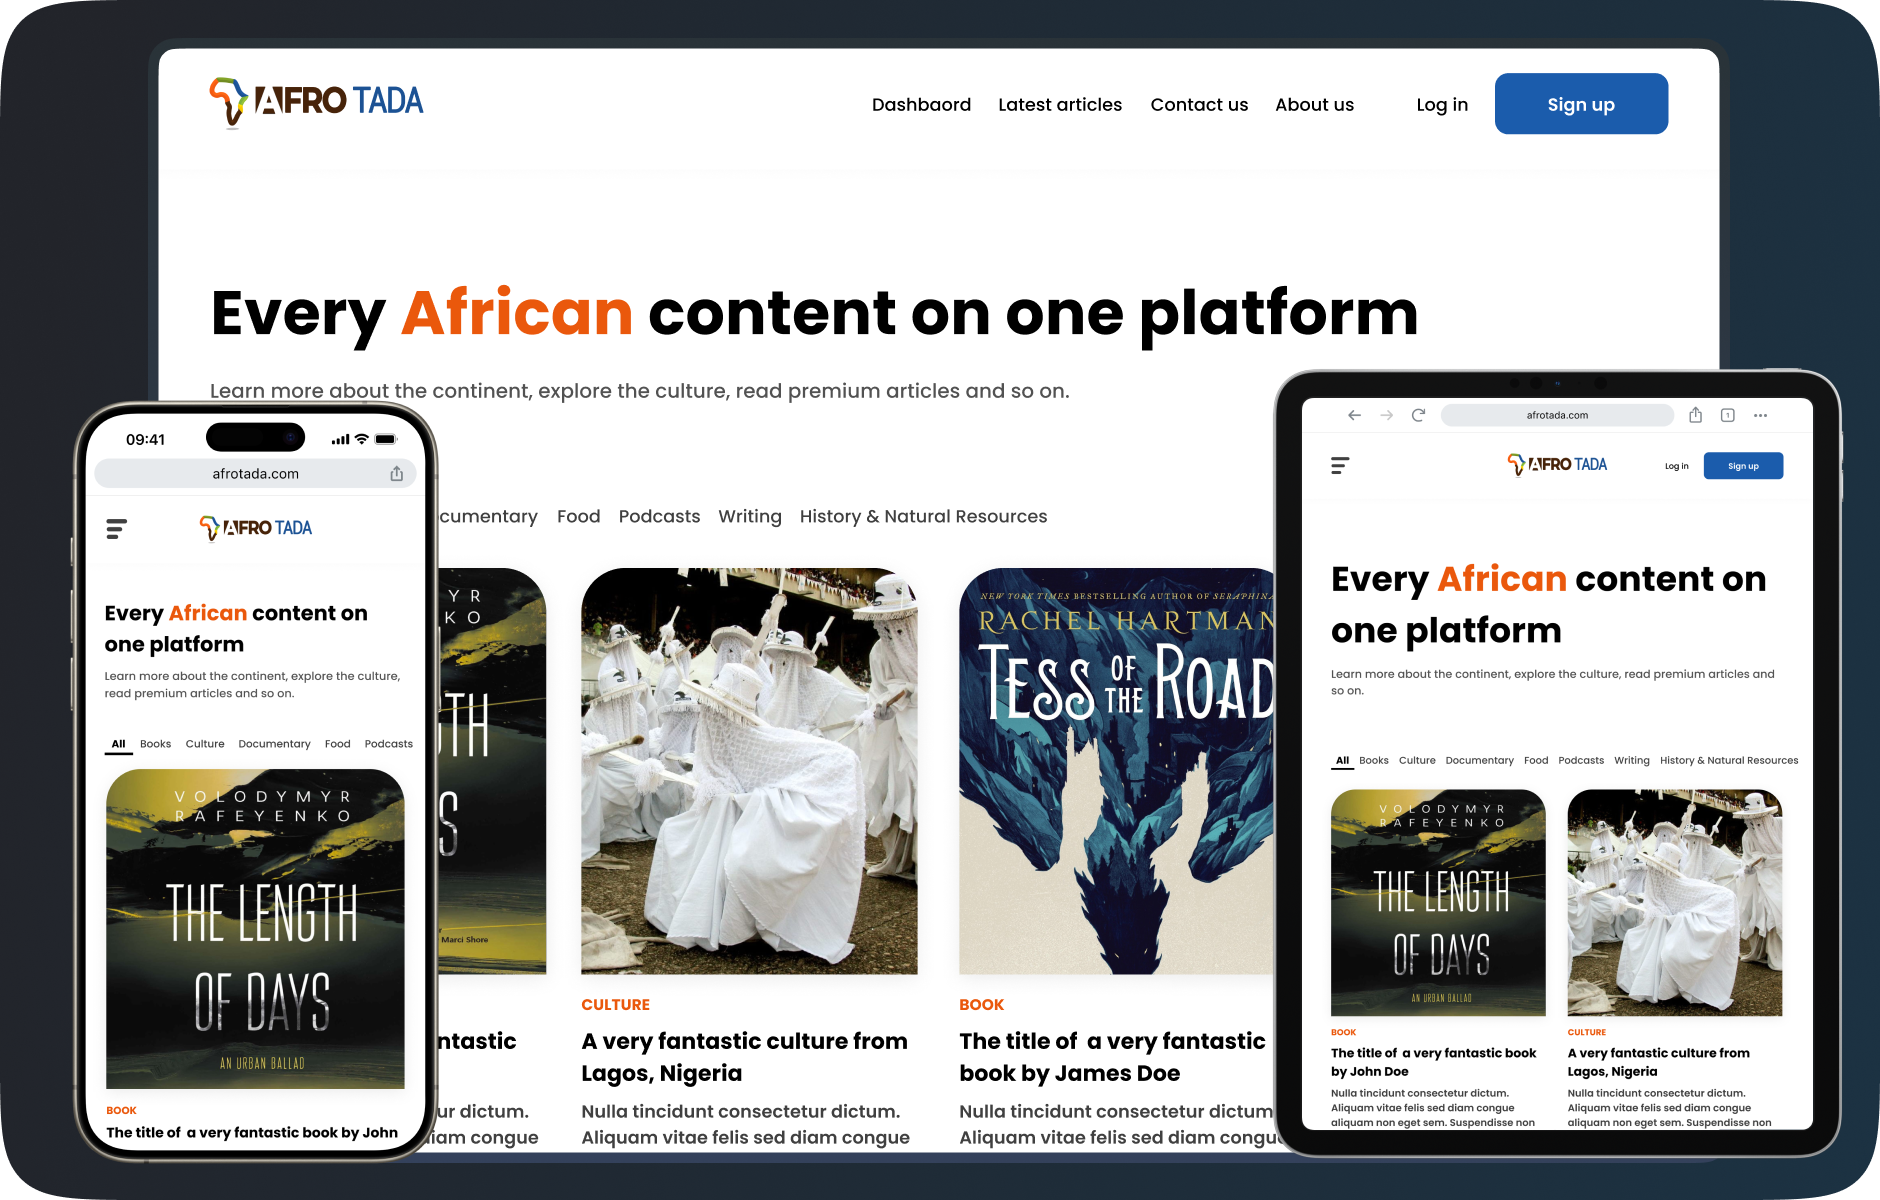 AFRO TADA
Dashbaord Latest articles Contact us About us Log in Sign up
Every African content on one platform
Learn more about the continent, explore the culture, read premium articles and so on.
cumentary Food Podcasts Writing History & Natural Resources
Y R
K O
TH
S
Marci Shore
NEW YORK TIMES BESTSELLING AUTHOR OF SERAPHINA
RACHEL HARTMAN
TESS OF THE ROAD
ntastic
ur dictum.
iam congue
CULTURE
A very fantastic culture from
Lagos, Nigeria
Nulla tincidunt consectetur dictum.
Aliquam vitae felis sed diam congue
BOOK
The title of a very fantastic
book by James Doe
Nulla tincidunt consectetur dictum
Aliquam vitae felis sed diam congu
09:41
afrotada.com
AFRO TADA
Every African content on
one platform
Learn more about the continent, explore the culture,
read premium articles and so on.
All Books Culture Documentary Food Podcasts
VOLODYMYR
RAFEYENKO
THE LENGTH
OF DAYS
AN URBAN BALLAD
BOOK
The title of a very fantastic book by John
afrotada.com
1
AFRO TADA
Log in Sign up
Every African content on
one platform
Learn more about the continent, explore the culture, read premium articles and
so on.
All Books Culture Documentary Food Podcasts Writing History & Natural Resources
VOLODYMYR
RAFEYENKO
THE LENGTH
OF DAYS
AN URBAN BALLAD
BOOK
The title of a very fantastic book
by John Doe
Nulla tincidunt consectetur dictum.
Aliquam vitae felis sed diam congue
aliquam non eget sem. Suspendisse non
CULTURE
A very fantastic culture from
Lagos, Nigeria
Nulla tincidunt consectetur dictum.
Aliquam vitae felis sed diam congue
aliquam non eget sem. Suspendisse non